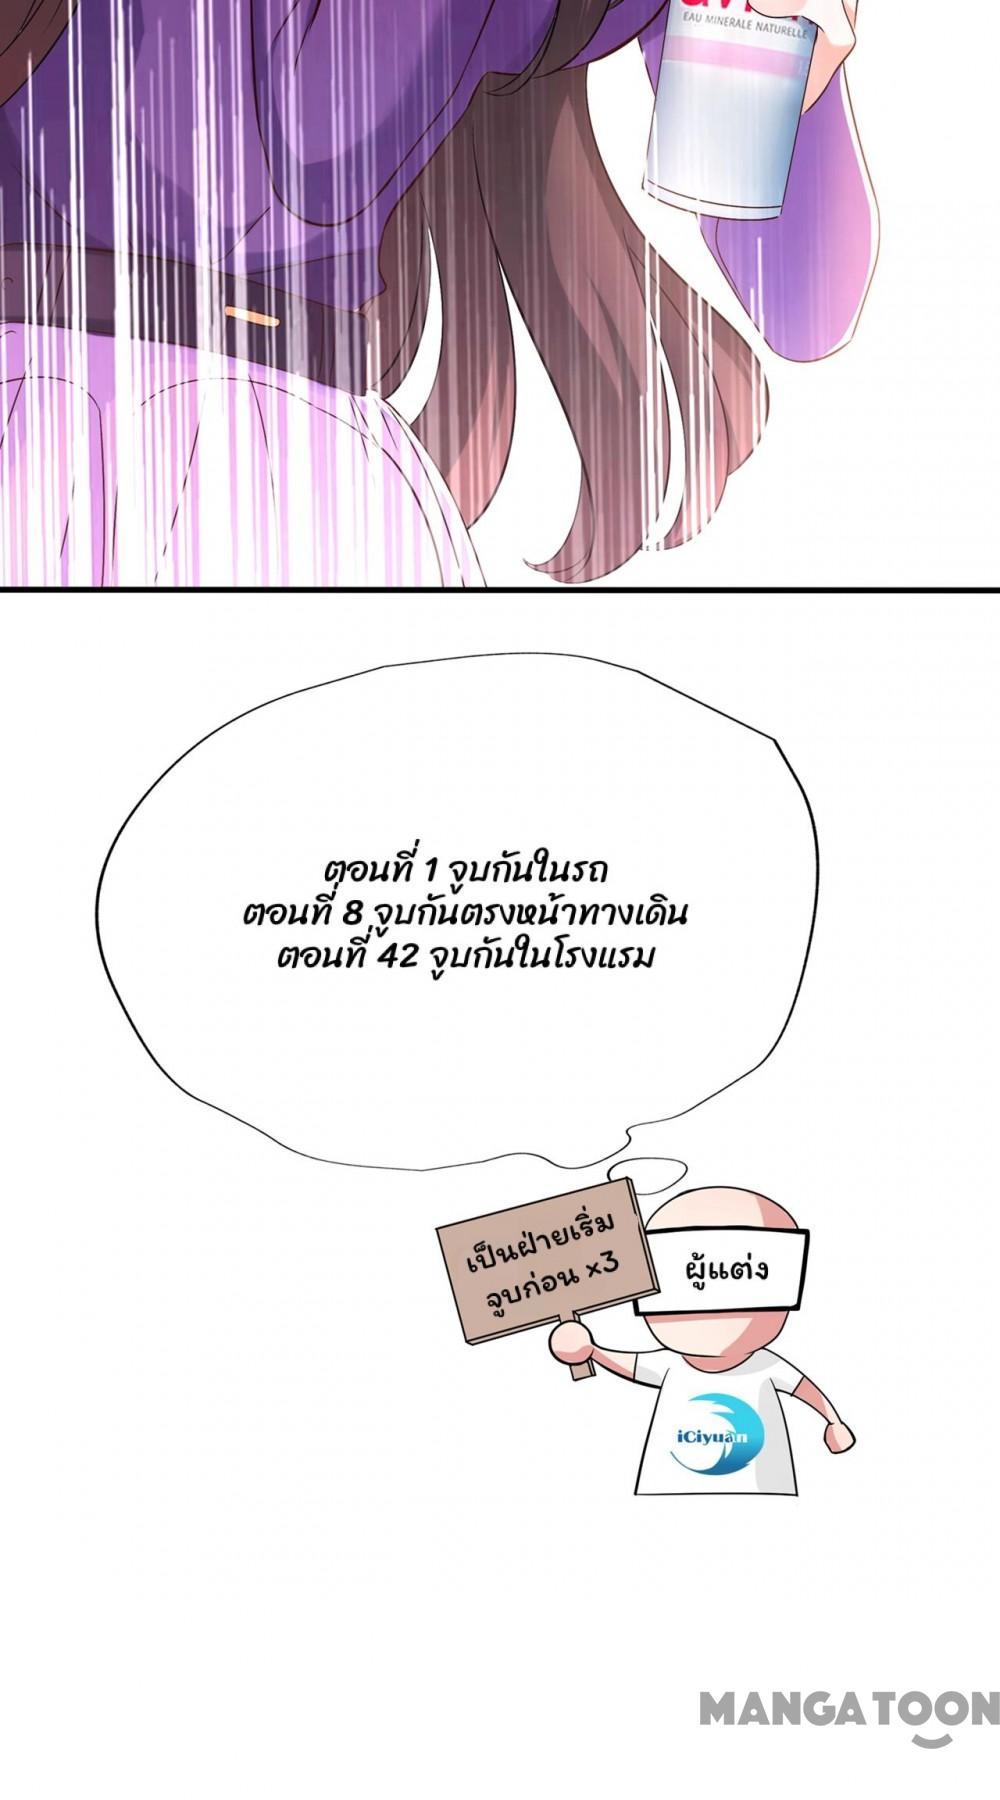 EAU MINERALE NATURELLE
ตอนที่ 1 จูบกันในรถ
ตอนที่ 8 จูบกันตรงหน้าทางเดิน
ตอนที่ 42 จูบกันในโรงแรม
เป็นฝ่ายเริ่ม
จูบก่อน x3
ผู้แต่ง
iCiyuan
MANGATOON